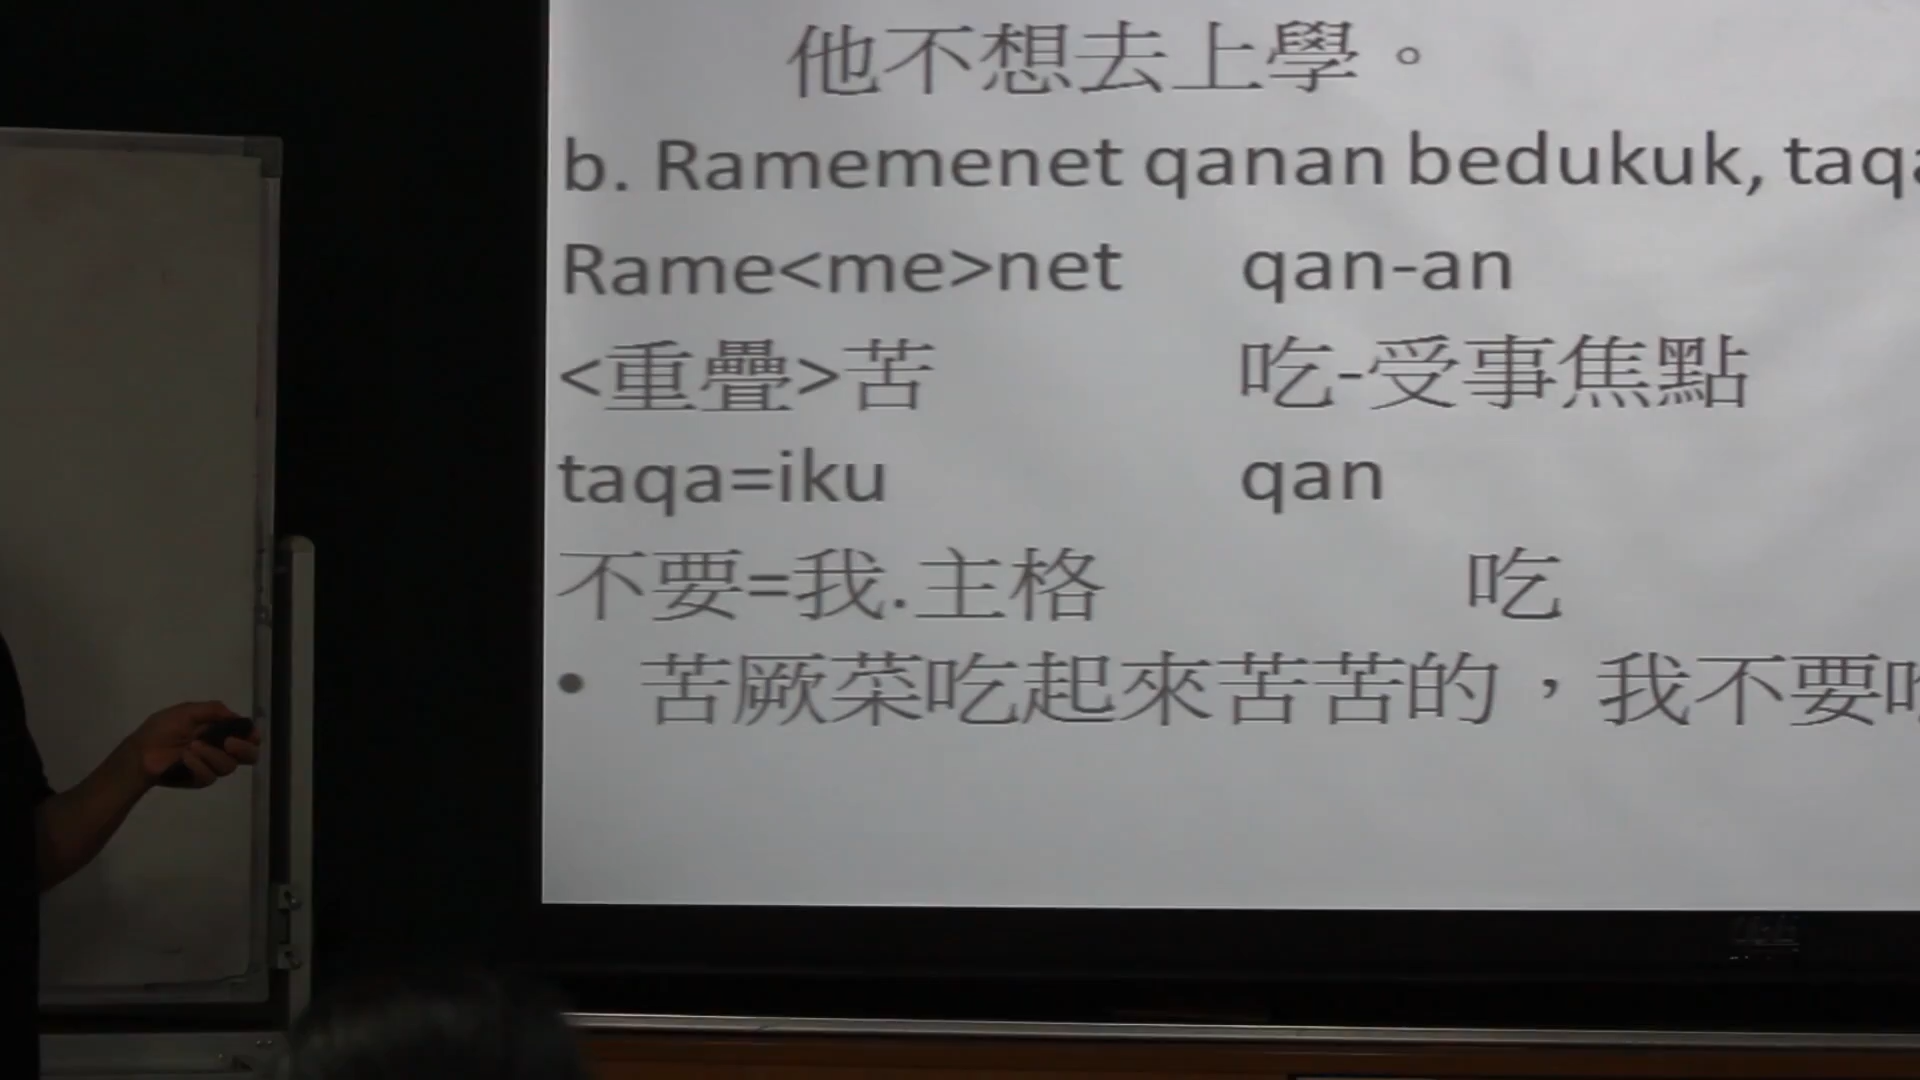 他不想去上學。
b. Ramemenet qanan bedukuk, taqa
Rame<me>net qan-an
<重疊>苦 吃-受事焦點
taqa=iku qan
不要=我.主格 吃
• 苦厥菜吃起來苦苦的，我不要吃